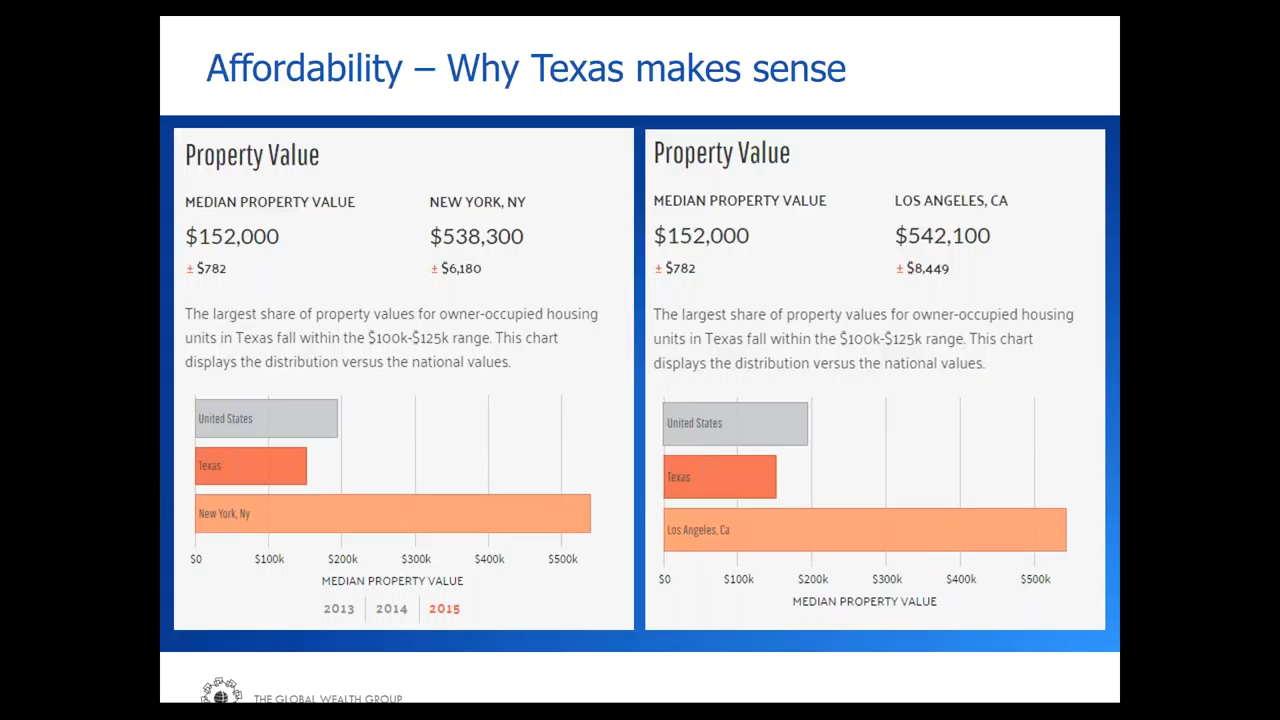 Affordability – Why Texas makes sense
Property Value
MEDIAN PROPERTY VALUE
NEW YORK, NY
$152,000
$538,300
± $782
± $6,180
The largest share of property values for owner-occupied housing
units in Texas fall within the $100k-$125k range. This chart
displays the distribution versus the national values.
United States
Texas
New York, Ny
$0
$100k
$200k
$300k
$400k
$500k
MEDIAN PROPERTY VALUE
2013
2014
2015
Property Value
MEDIAN PROPERTY VALUE
LOS ANGELES, CA
$152,000
$542,100
± $782
± $8,449
The largest share of property values for owner-occupied housing
units in Texas fall within the $100k-$125k range. This chart
displays the distribution versus the national values.
United States
Texas
Los Angeles, Ca
$0
$100k
$200k
$300k
$400k
$500k
MEDIAN PROPERTY VALUE
THE GLOBAL WEALTH GROUP